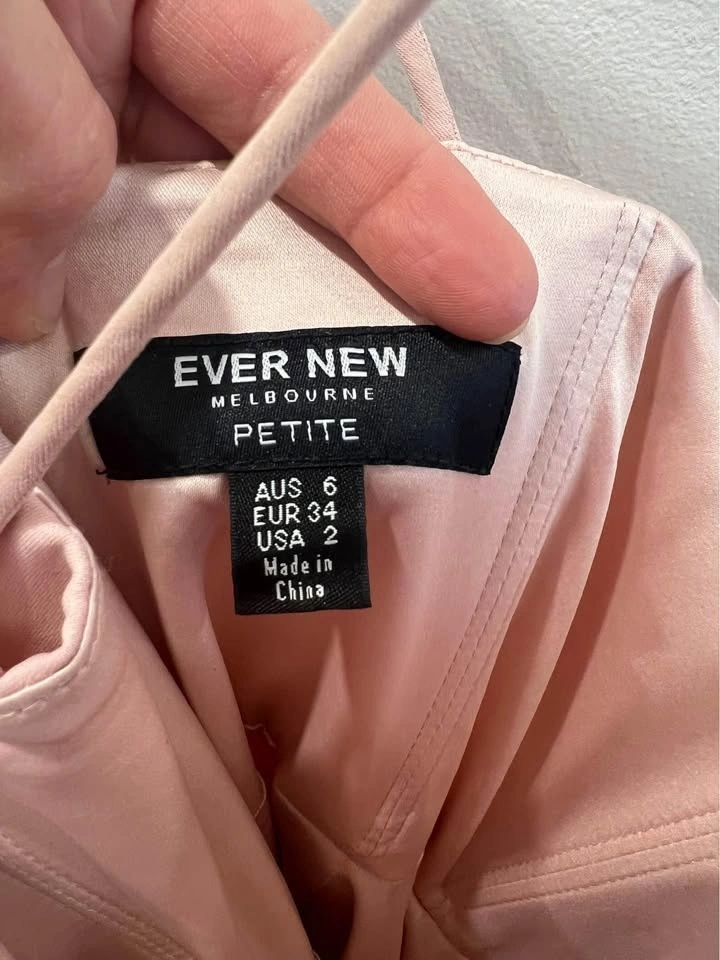 EVER NEW
MELBOURNE
PETITE
AUS 6
EUR 34
USA 2
Made in
China